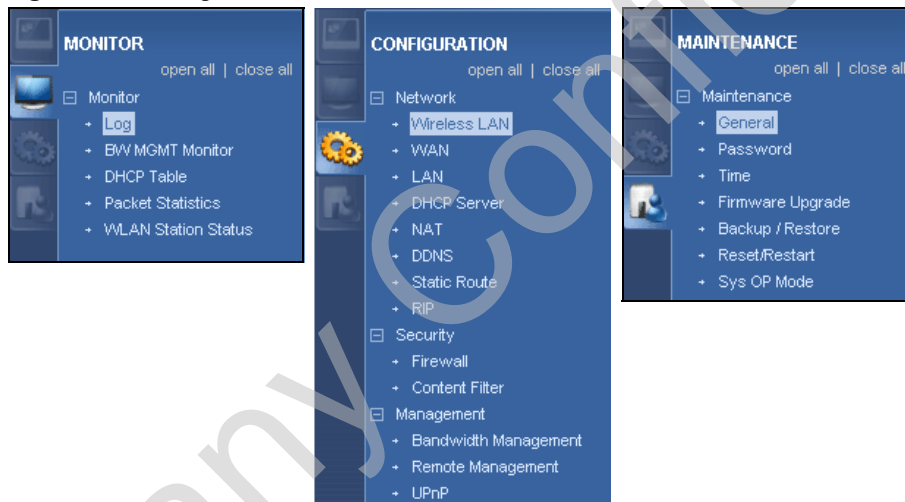 MONITOR
open all | close all
Monitor
Log
BW MGMT Monitor
DHCP Table
Packet Statistics
WLAN Station Status
CONFIGURATION
open all | close all
Network
Wireless LAN
WAN
LAN
DHCP Server
NAT
DDNS
Static Route
RIP
Security
Firewall
Content Filter
Management
Bandwidth Management
Remote Management
UPnP
MAINTENANCE
open all | close all
Maintenance
General
Password
Time
Firmware Upgrade
Backup / Restore
Reset/Restart
Sys OP Mode